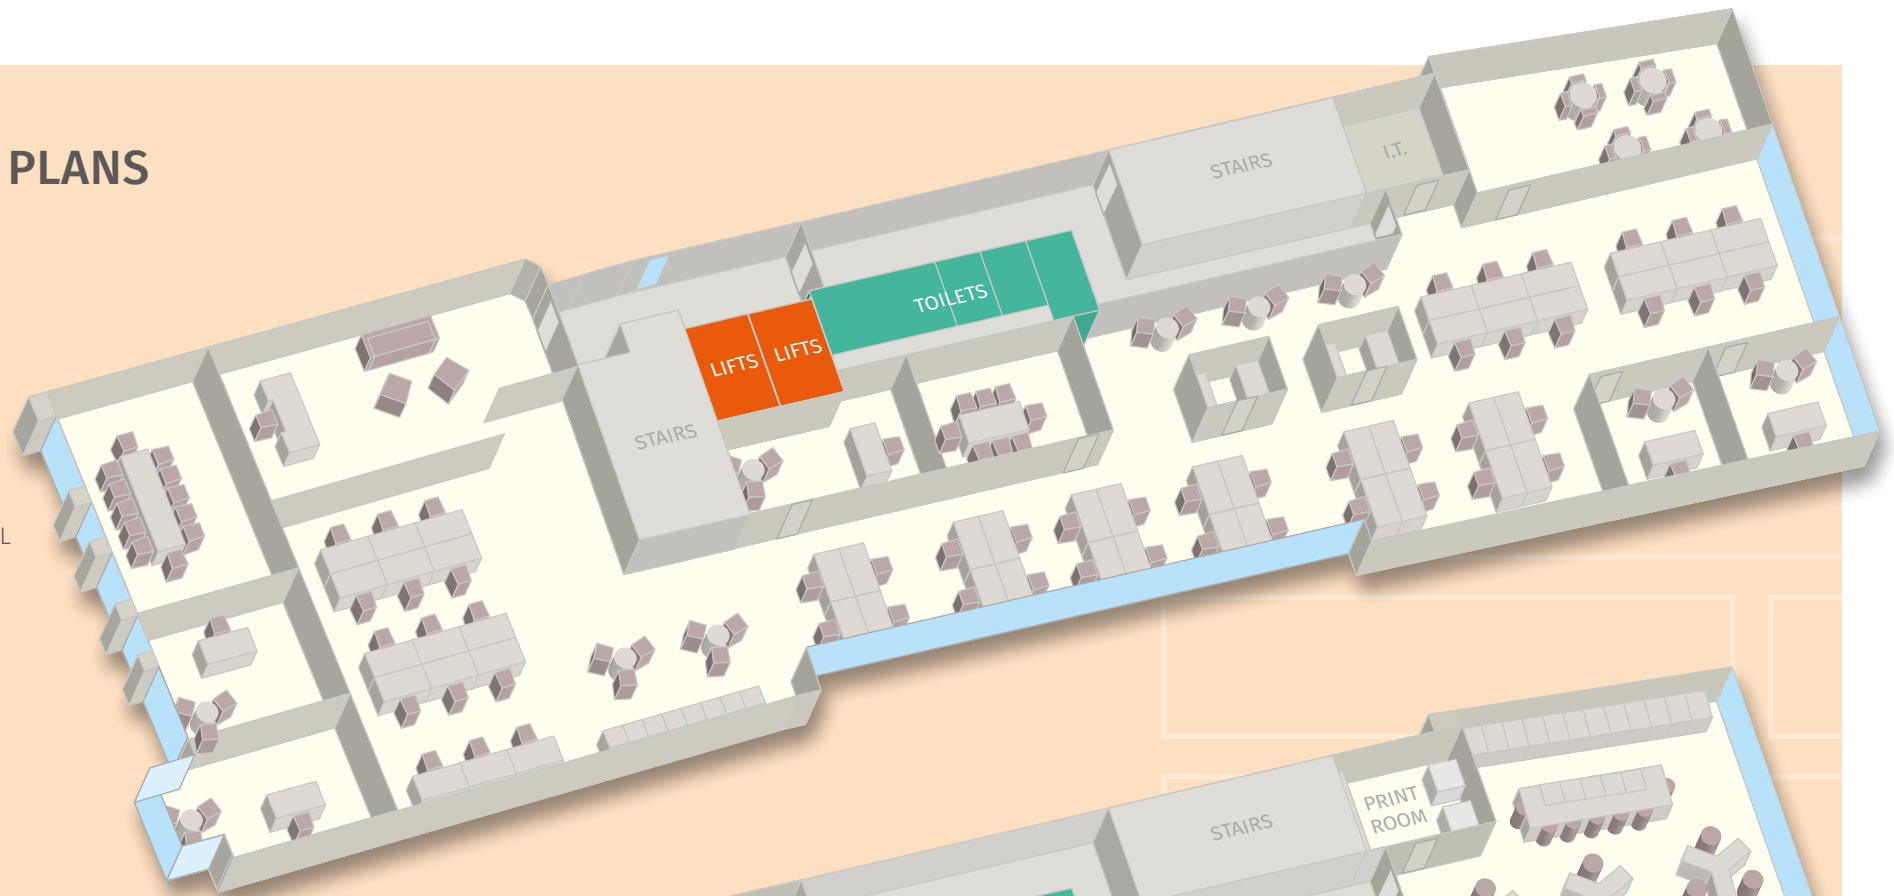 PLANS
L
STAIRS
I.T.
TOILETS
LIFTS
LIFTS
STAIRS
PRINT
ROOM
STAIRS